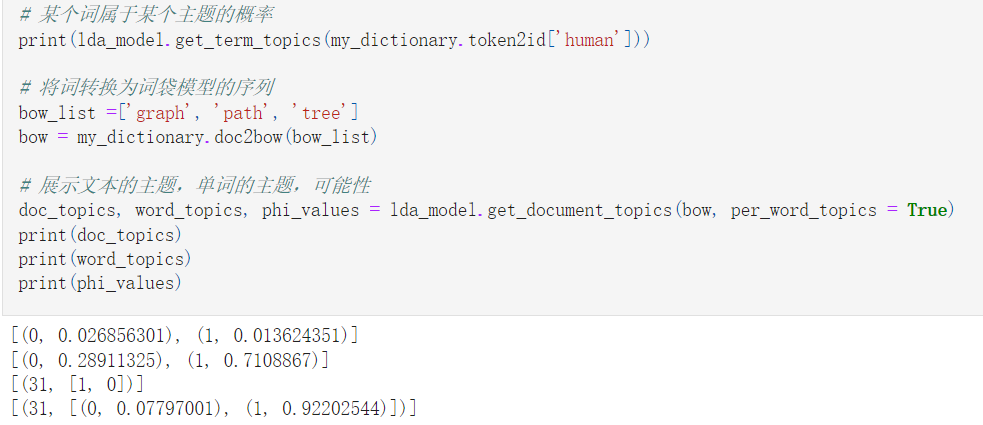 # 某个词属于某个主题的概率
print(lda_model.get_term_topics(my_dictionary.token2id['human']))
# 将词转换为词袋模型的序列
bow_list =['graph', 'path', 'tree']
bow = my_dictionary.doc2bow(bow_list)
# 展示文本的主题，单词的主题，可能性
doc_topics, word_topics, phi_values = lda_model.get_document_topics(bow, per_word_topics = True)
print(doc_topics)
print(word_topics)
print(phi_values)
[(0, 0.026856301), (1, 0.013624351)]
[(0, 0.28911325), (1, 0.7108867)]
[(31, [1, 0])]
[(31, [(0, 0.07797001), (1, 0.92202544)])]